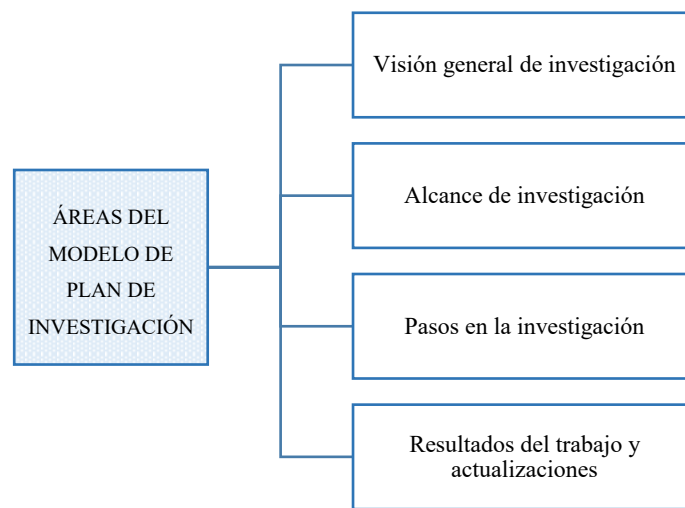 ÁREAS DEL
MODELO DE
PLAN DE
INVESTIGACIÓN
Visión general de investigación
Alcance de investigación
Pasos en la investigación
Resultados del trabajo y
actualizaciones